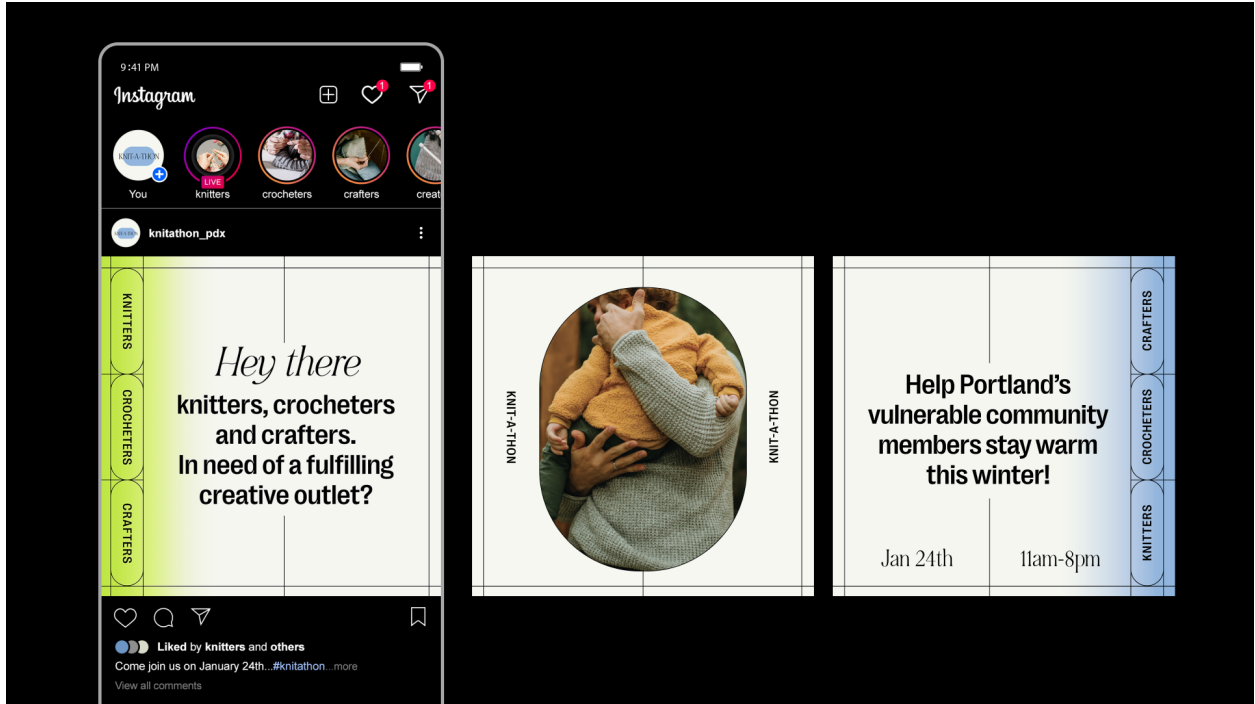 9:41 PM
Instagram
1
1
KNIT-A-THON
LIVE
You
knitters
crocheters
crafters
creat
KNIT-A-THON
knitathon_pdx
KNITTERS
CROCHETERS
CRAFTERS
Hey there
knitters, crocheters
and crafters.
In need of a fulfilling
creative outlet?
Liked by knitters and others
Come join us on January 24th...#knitathon...more
View all comments
KNIT-A-THON
KNIT-A-THON
Help Portland's
vulnerable community
members stay warm
this winter!
Jan 24th
11am-8pm
CRAFTERS
CROCHETERS
KNITTERS